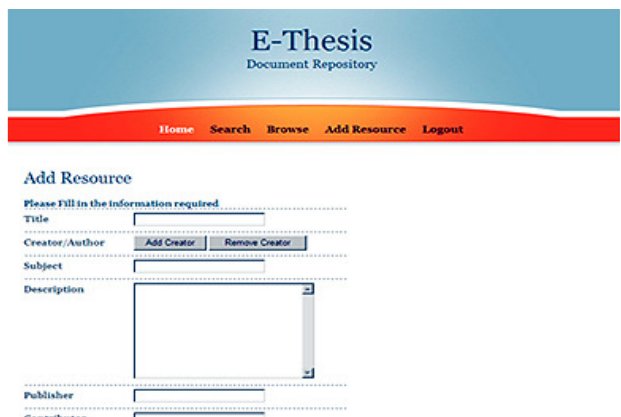 E-Thesis
Document Repository
Home Search Browse Add Resource Logout
Add Resource
Please Fill in the information required
Title
Creator/Author Add Creator Remove Creator
Subject
Description
Publisher
Contributor